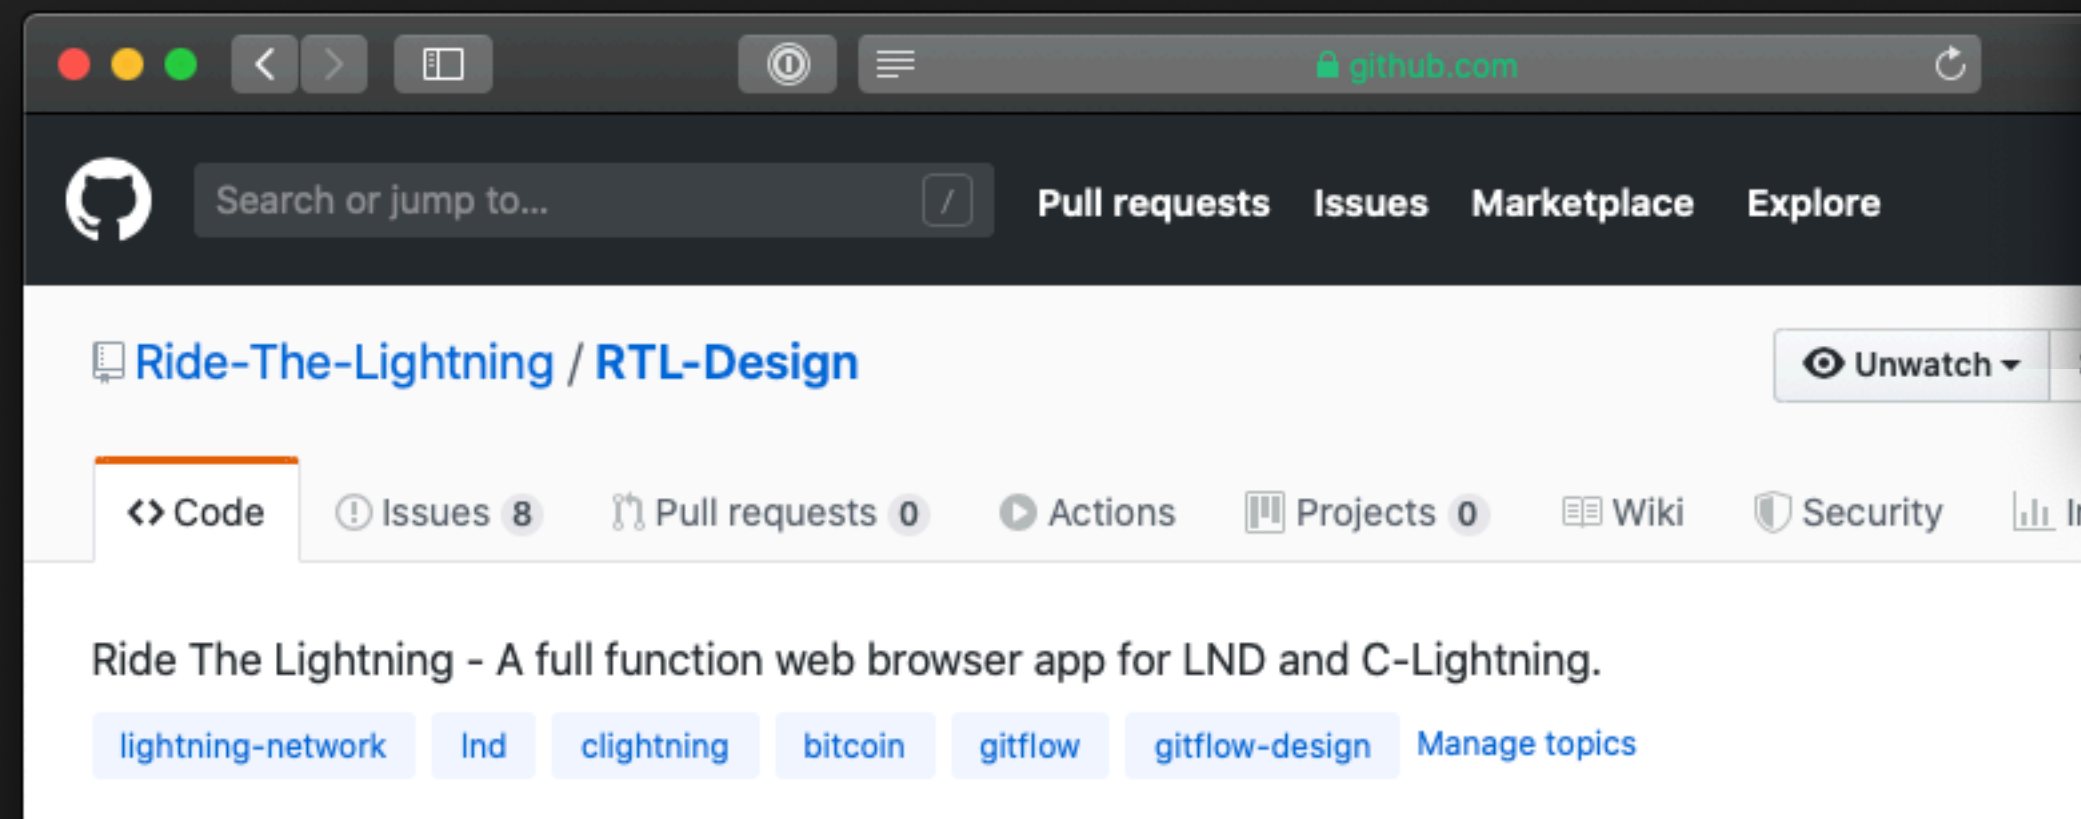 github.com
Search or jump to... /
Pull requests Issues Marketplace Explore
Ride-The-Lightning / RTL-Design
Unwatch
Code Issues 8 Pull requests 0 Actions Projects 0 Wiki Security
Ride The Lightning - A full function web browser app for LND and C-Lightning.
lightning-network lnd clightning bitcoin gitflow gitflow-design Manage topics